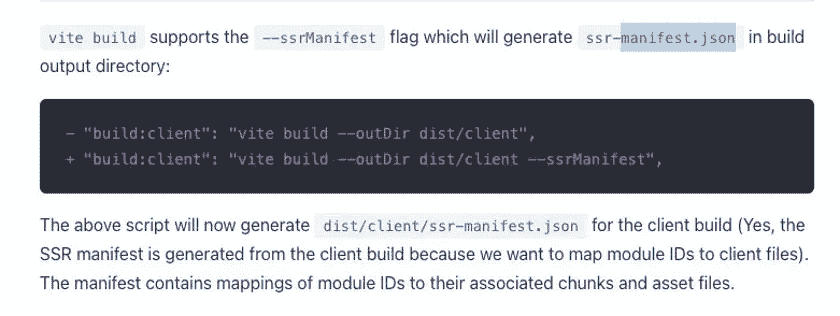 vite build supports the --ssrManifest flag which will generate ssr-manifest.json in build
output directory:
- "build:client": "vite build --outDir dist/client",
+ "build:client": "vite build --outDir dist/client --ssrManifest",
The above script will now generate dist/client/ssr-manifest.json for the client build (Yes, the
SSR manifest is generated from the client build because we want to map module IDs to client files).
The manifest contains mappings of module IDs to their associated chunks and asset files.